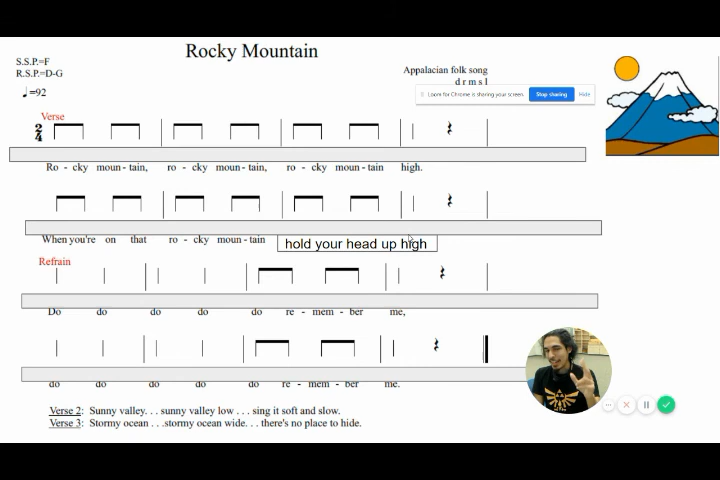 Rocky Mountain
S.S.P.=F
R.S.P.=D-G
Appalacian folk song
d r m s l
Loom for Chrome is sharing your screen.
Stop sharing
Hide
♩=92
Verse
2
4
Ro - cky moun - tain, ro - cky moun - tain, ro - cky moun - tain high.
When you're on that ro - cky moun - tain hold your head up high
Refrain
Do do do do do re - mem - ber me,
do do do do do re - mem - ber me.
Verse 2: Sunny valley. . . sunny valley low . . . sing it soft and slow.
Verse 3: Stormy ocean . . .stormy ocean wide. . . there's no place to hide.